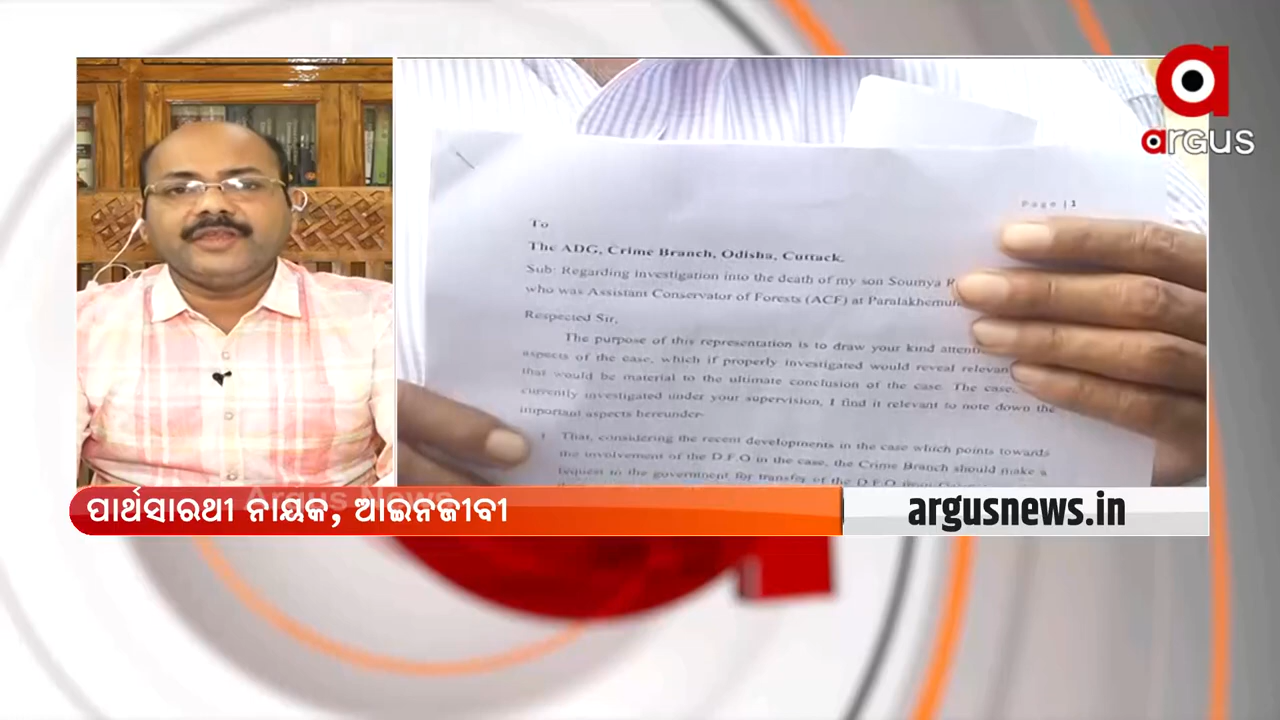 argus
Page | 1
To
The ADG, Crime Branch, Odisha, Cuttack.
Sub: Regarding investigation into the death of my son Soumya R
who was Assistant Conservator of Forests (ACF) at Paralakhemun
Respected Sir,
The purpose of this representation is to draw your kind attent
aspects of the case, which if properly investigated would reveal relevan
that would be material to the ultimate conclusion of the case. The case
currently investigated under your supervision, I find it relevant to note down the
important aspects hereunder-
1 That, considering the recent developments in the case which points towards
the involvement of the D.F.O in the case, the Crime Branch should make a
request to the government for transfer of the D.F.O from
Argus News
ପାର୍ଥସାରଥୀ ନାୟକ, ଆଇନଜୀବୀ
argusnews.in